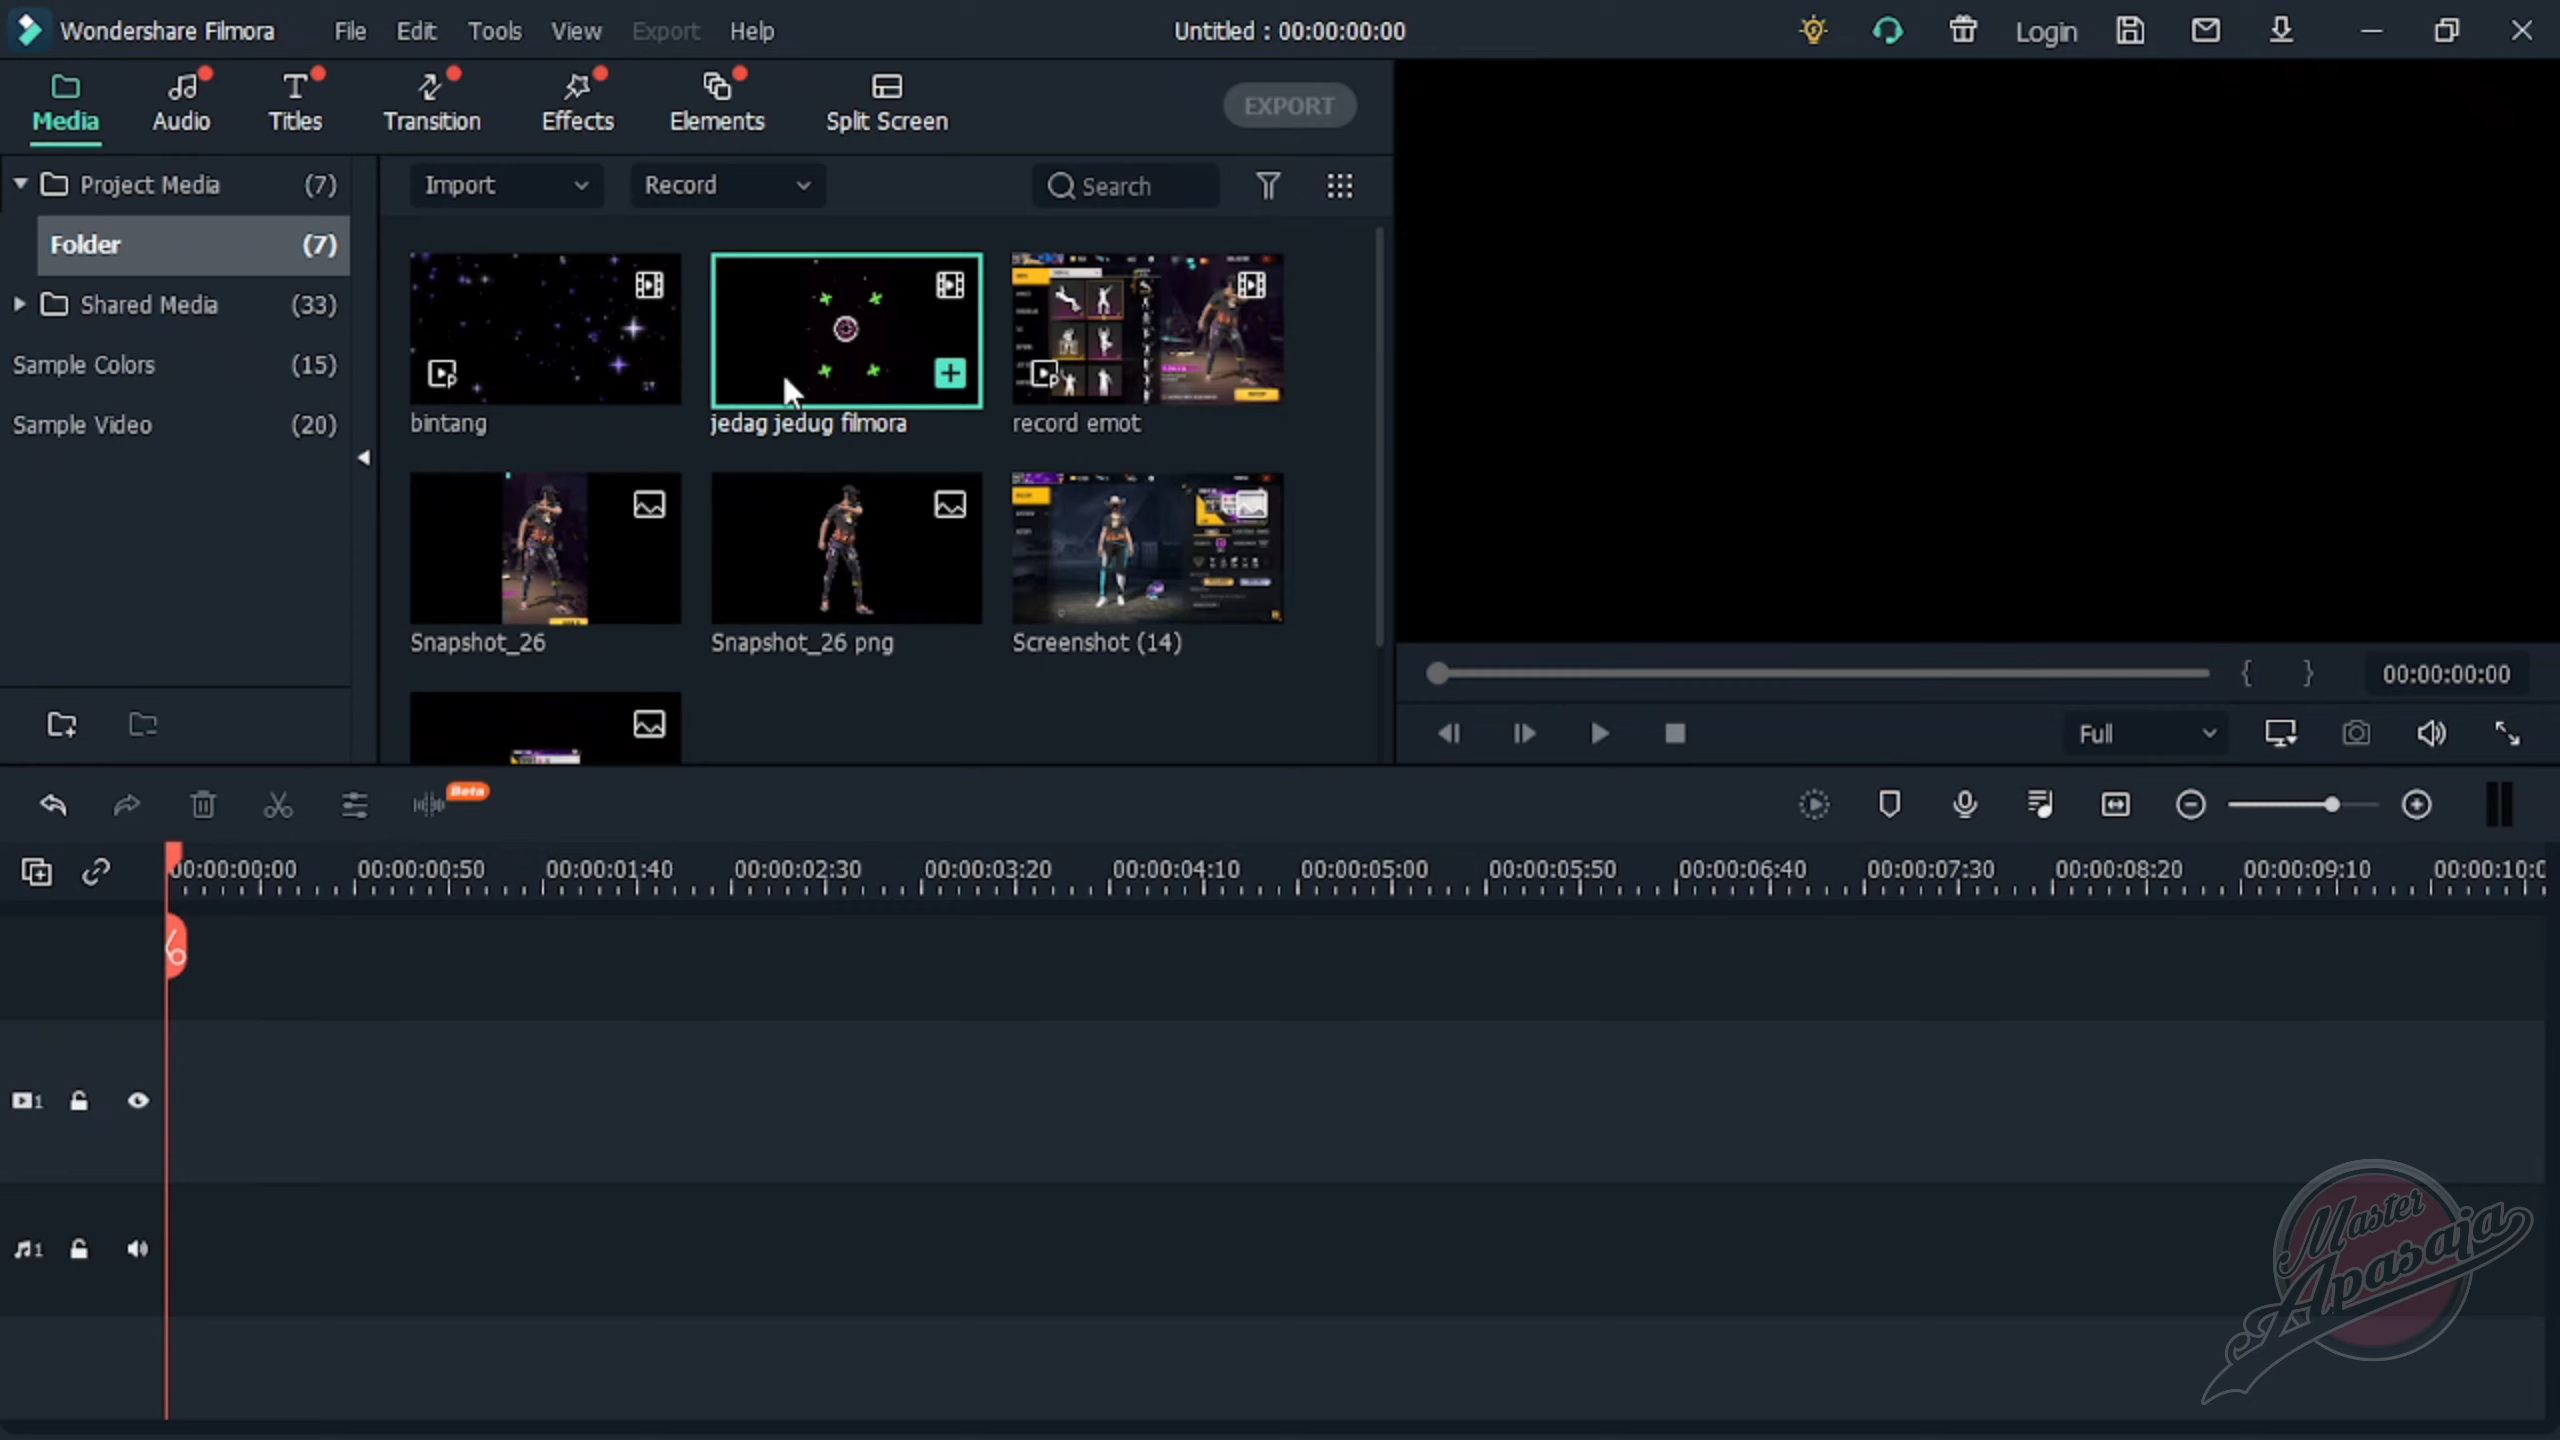 Wondershare Filmora File Edit Tools View Export Help Untitled : 00:00:00:00 Login
Media Audio Titles Transition Effects Elements Split Screen EXPORT
Project Media (7) Import Record Search
Folder (7)
Shared Media (33)
Sample Colors (15)
Sample Video (20)
bintang jedag jedug filmora record emot
Snapshot_26 Snapshot_26 png Screenshot (14)
{ } 00:00:00:00
Full
Beta
00:00:00:00 00:00:00:50 00:00:01:40 00:00:02:30 00:00:03:20 00:00:04:10 00:00:05:00 00:00:05:50 00:00:06:40 00:00:07:30 00:00:08:20 00:00:09:10 00:00:10:0
1
1
Master
Apasaja